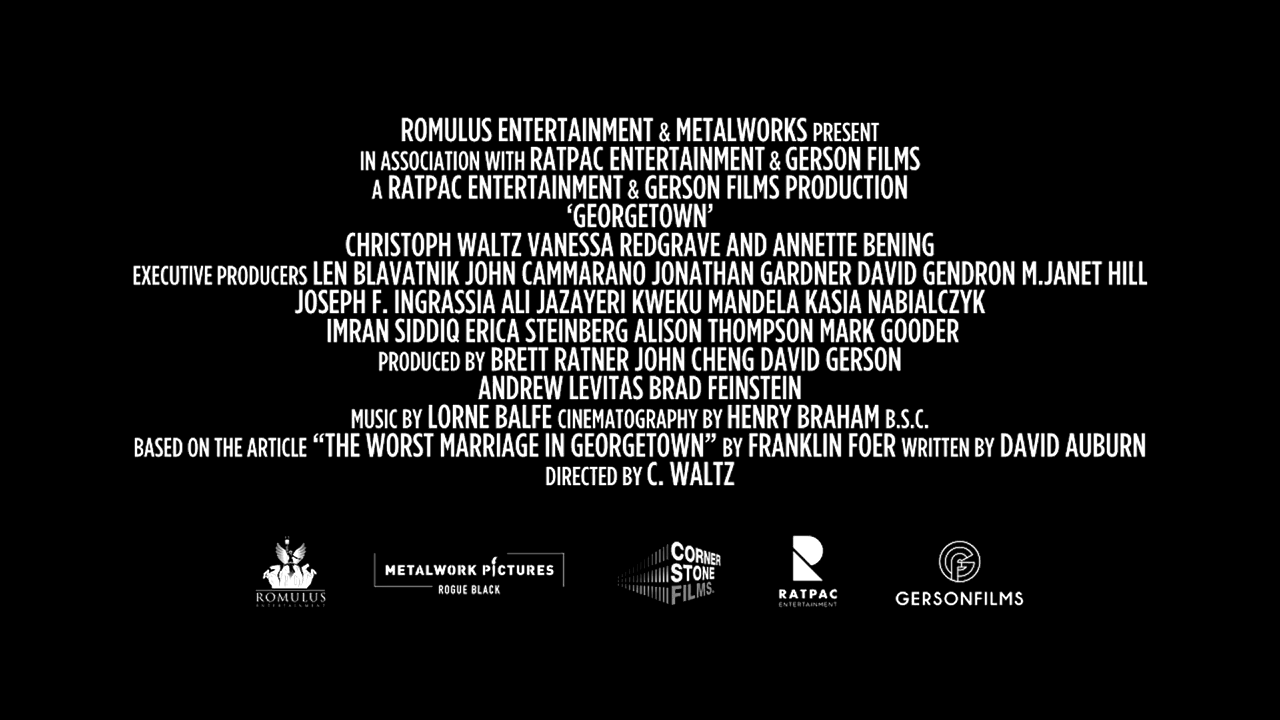 ROMULUS ENTERTAINMENT & METALWORKS PRESENT
IN ASSOCIATION WITH RATPAC ENTERTAINMENT & GERSON FILMS
A RATPAC ENTERTAINMENT & GERSON FILMS PRODUCTION
‘GEORGETOWN’
CHRISTOPH WALTZ VANESSA REDGRAVE AND ANNETTE BENING
EXECUTIVE PRODUCERS LEN BLAVATNIK JOHN CAMMARANO JONATHAN GARDNER DAVID GENDRON M.JANET HILL
JOSEPH F. INGRASSIA ALI JAZAYERI KWEKU MANDELA KASIA NABIALCZYK
IMRAN SIDDIQ ERICA STEINBERG ALISON THOMPSON MARK GOODER
PRODUCED BY BRETT RATNER JOHN CHENG DAVID GERSON
ANDREW LEVITAS BRAD FEINSTEIN
MUSIC BY LORNE BALFE CINEMATOGRAPHY BY HENRY BRAHAM B.S.C.
BASED ON THE ARTICLE “THE WORST MARRIAGE IN GEORGETOWN” BY FRANKLIN FOER WRITTEN BY DAVID AUBURN
DIRECTED BY C. WALTZ
ROMULUS
ENTERTAINMENT
METALWORK PICTURES
ROGUE BLACK
CORNER
STONE
FILMS
RATPAC
ENTERTAINMENT
GERSONFILMS